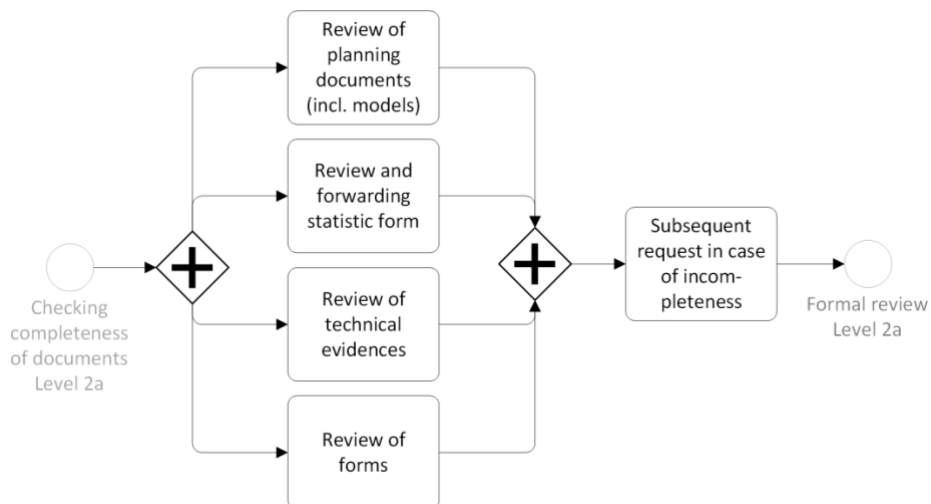 Review of
planning
documents
(incl. models)
Review and
forwarding
statistic form
Review of
technical
evidences
Review of
forms
Checking
completeness
of documents
Level 2a
Subsequent
request in case
of incom-
pleteness
Formal review
Level 2a